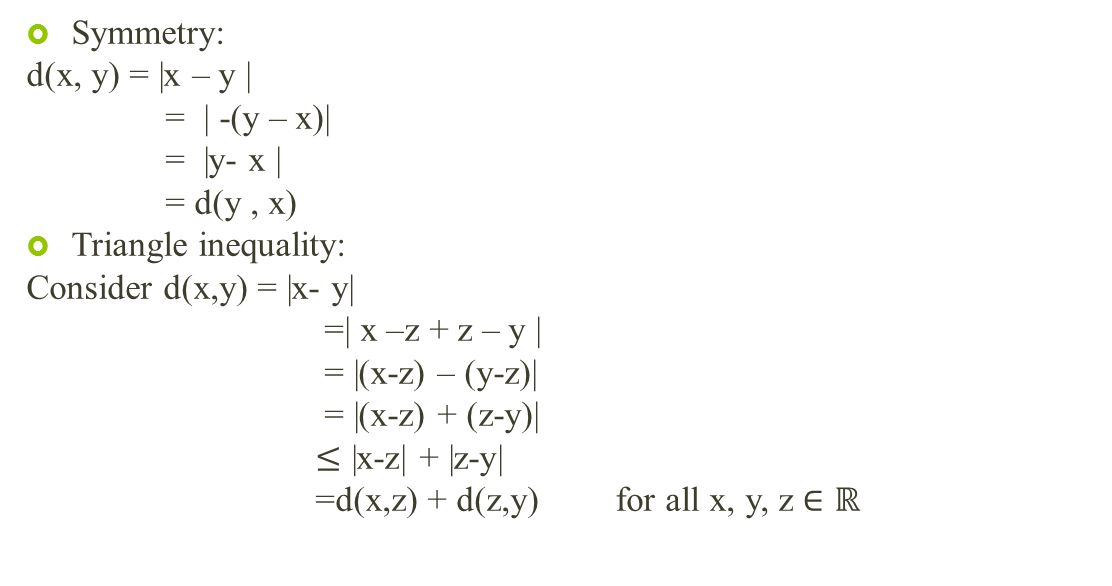 Symmetry:
d(x, y) = |x – y |
= | -(y – x)|
= |y- x |
= d(y , x)
Triangle inequality:
Consider d(x,y) = |x- y|
=| x –z + z – y |
= |(x-z) – (y-z)|
= |(x-z) + (z-y)|
≤ |x-z| + |z-y|
=d(x,z) + d(z,y) for all x, y, z ∈ ℝ